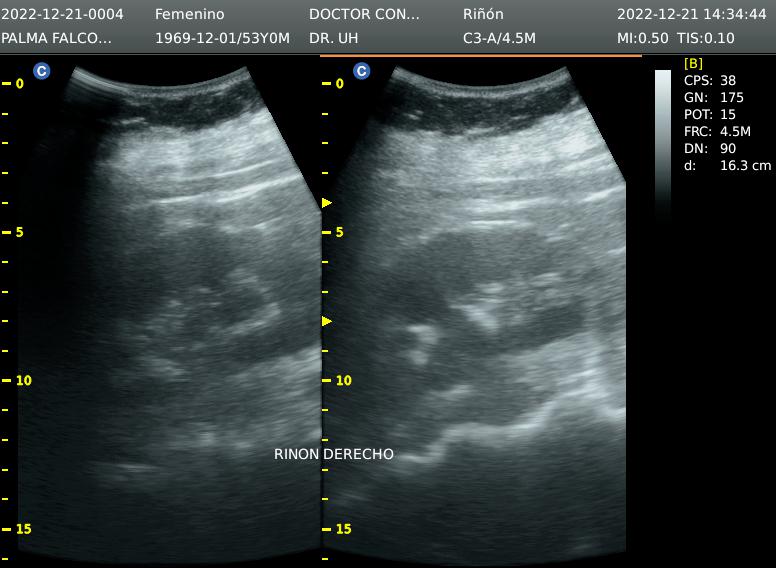 2022-12-21-0004 Femenino DOCTOR CON... Riñón 2022-12-21 14:34:44
PALMA FALCO... 1969-12-01/53Y0M DR. UH C3-A/4.5M MI:0.50 TIS:0.10
C C
[B]
CPS: 38
GN: 175
POT: 15
FRC: 4.5M
DN: 90
d: 16.3 cm
0 0
5 5
10 10
RINON DERECHO
15 15